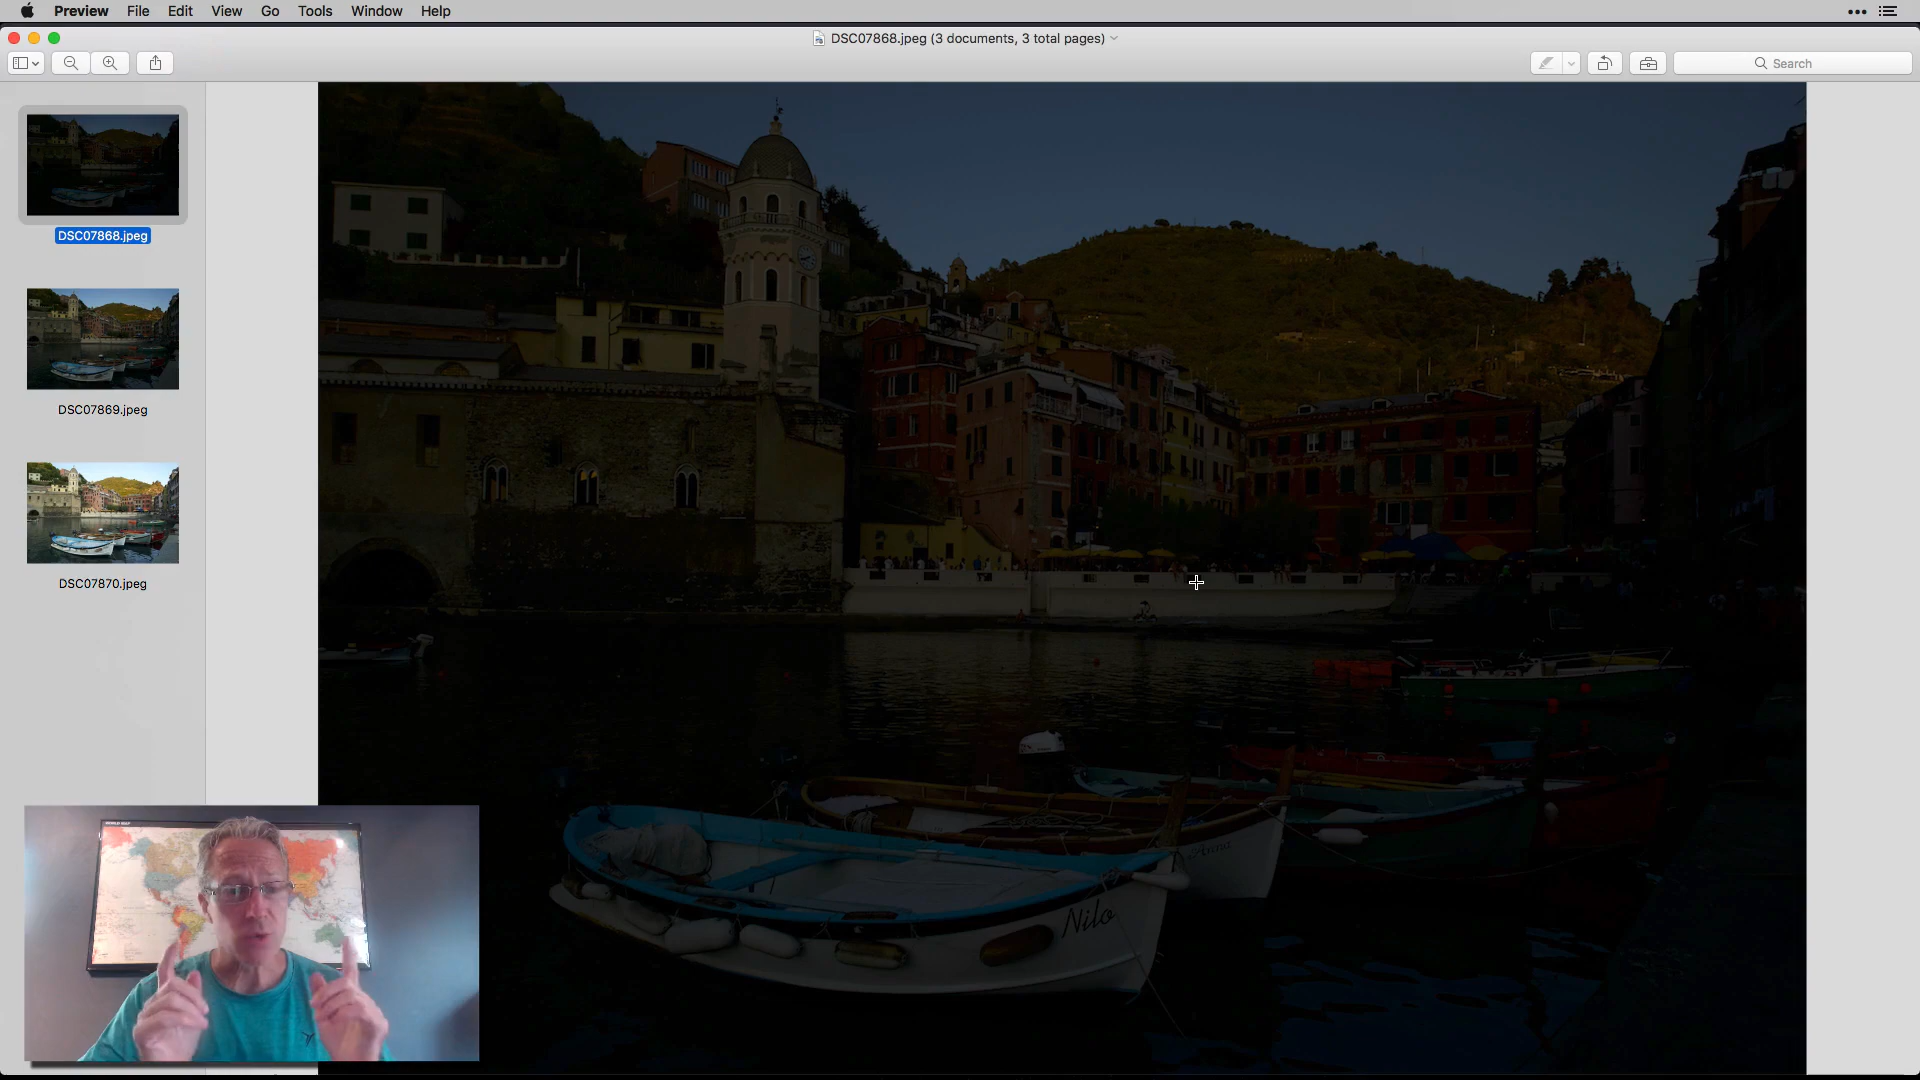 Preview File Edit View Go Tools Window Help
DSC07868.jpeg (3 documents, 3 total pages)
Search
DSC07868.jpeg
DSC07869.jpeg
DSC07870.jpeg
Nilo